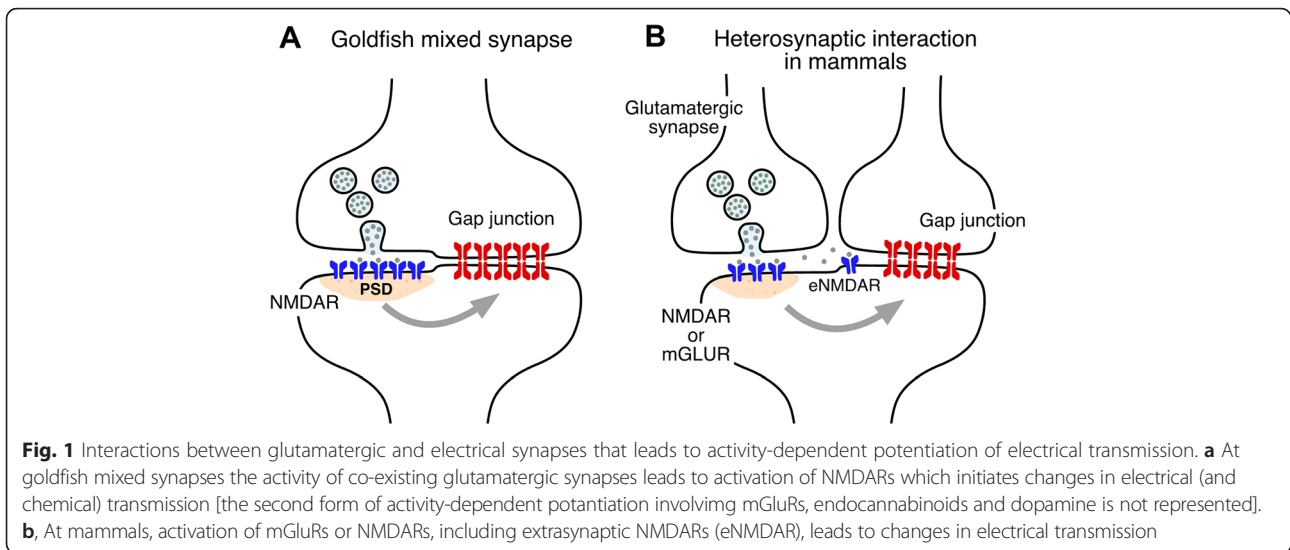 A Goldfish mixed synapse
B Heterosynaptic interaction
in mammals
Glutamatergic
synapse
Gap junction
Gap junction
NMDAR
PSD
eNMDAR
NMDAR
or
mGLUR
Fig. 1 Interactions between glutamatergic and electrical synapses that leads to activity-dependent potentiation of electrical transmission. a At
goldfish mixed synapses the activity of co-existing glutamatergic synapses leads to activation of NMDARs which initiates changes in electrical (and
chemical) transmission [the second form of activity-dependent potantiation involvimg mGluRs, endocannabinoids and dopamine is not represented].
b, At mammals, activation of mGluRs or NMDARs, including extrasynaptic NMDARs (eNMDAR), leads to changes in electrical transmission